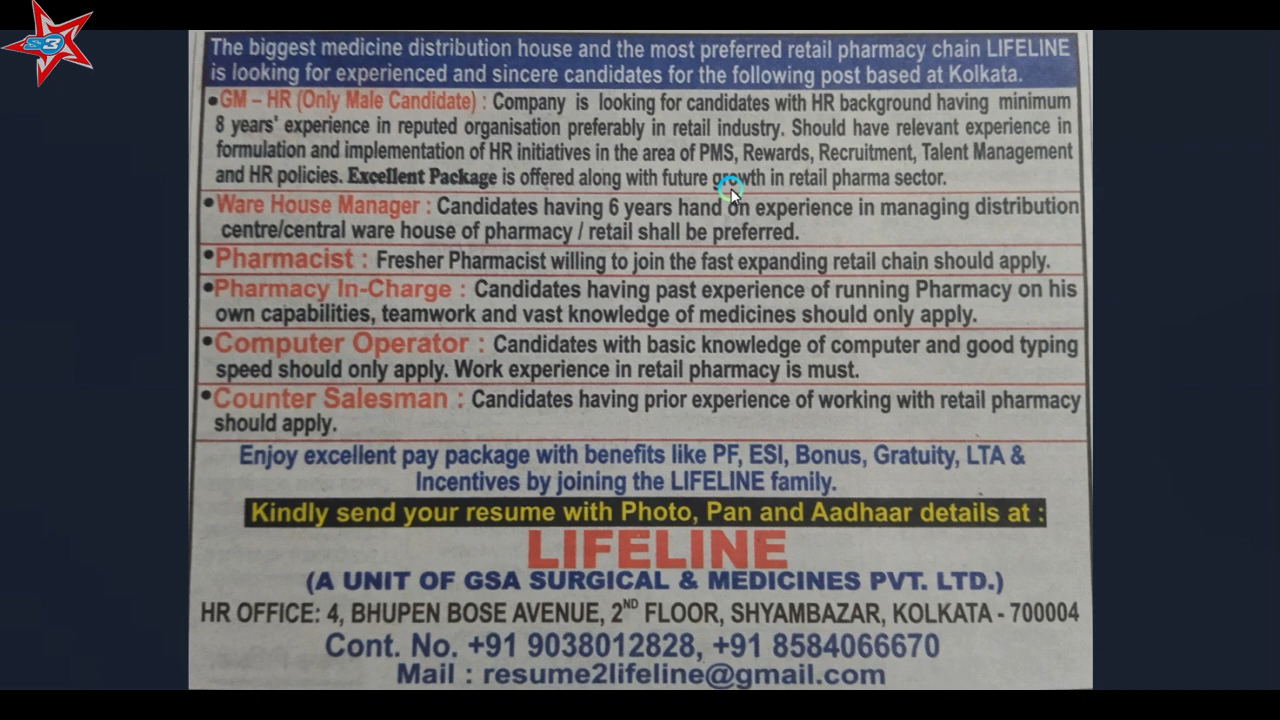 S3
The biggest medicine distribution house and the most preferred retail pharmacy chain LIFELINE
is looking for experienced and sincere candidates for the following post based at Kolkata.
•GM – HR (Only Male Candidate) : Company is looking for candidates with HR background having minimum
8 years' experience in reputed organisation preferably in retail industry. Should have relevant experience in
formulation and implementation of HR initiatives in the area of PMS, Rewards, Recruitment, Talent Management
and HR policies. Excellent Package is offered along with future growth in retail pharma sector.
•Ware House Manager : Candidates having 6 years hand on experience in managing distribution
centre/central ware house of pharmacy / retail shall be preferred.
•Pharmacist : Fresher Pharmacist willing to join the fast expanding retail chain should apply.
•Pharmacy In-Charge : Candidates having past experience of running Pharmacy on his
own capabilities, teamwork and vast knowledge of medicines should only apply.
•Computer Operator : Candidates with basic knowledge of computer and good typing
speed should only apply. Work experience in retail pharmacy is must.
•Counter Salesman : Candidates having prior experience of working with retail pharmacy
should apply.
Enjoy excellent pay package with benefits like PF, ESI, Bonus, Gratuity, LTA &
Incentives by joining the LIFELINE family.
Kindly send your resume with Photo, Pan and Aadhaar details at :
LIFELINE
(A UNIT OF GSA SURGICAL & MEDICINES PVT. LTD.)
HR OFFICE: 4, BHUPEN BOSE AVENUE, 2ND FLOOR, SHYAMBAZAR, KOLKATA - 700004
Cont. No. +91 9038012828, +91 8584066670
Mail : resume2lifeline@gmail.com